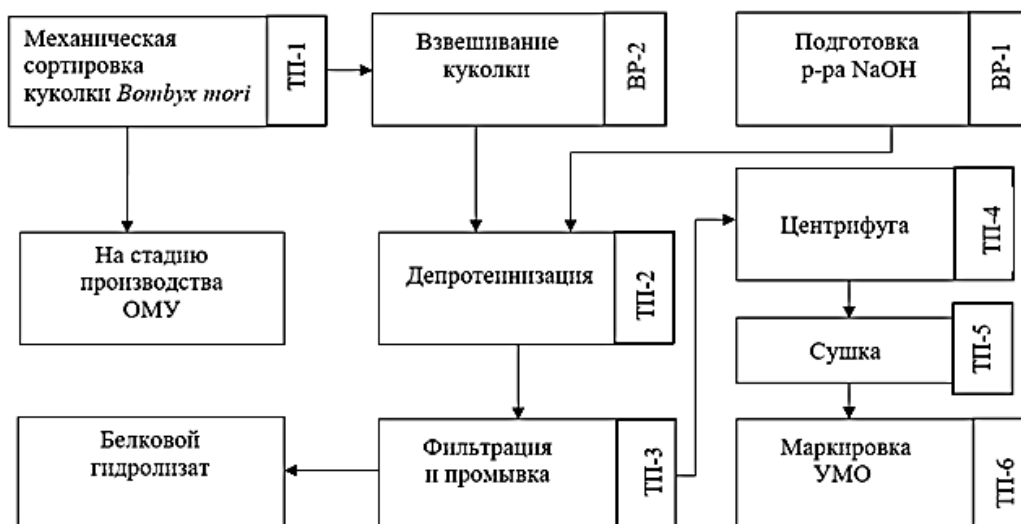 Механическая
сортировка
куколки Bombyx mori
ТП-1
Взвешивание
куколки
ВР-2
Подготовка
р-ра NaOH
ВР-1
На стадию
производства
ОМУ
Депротеинизация
ТП-2
Центрифуга
ТП-4
Сушка
ТП-5
Белковой
гидролизат
Фильтрация
и промывка
ТП-3
Маркировка
УМО
ТП-6